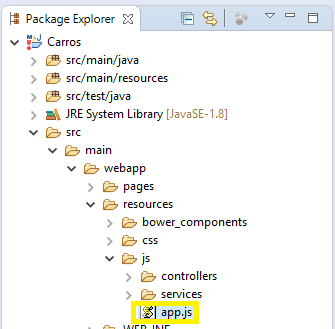 Package Explorer
Carros
src/main/java
src/main/resources
src/test/java
JRE System Library [JavaSE-1.8]
src
main
webapp
pages
resources
bower_components
css
js
controllers
services
app.js
WEB-INF